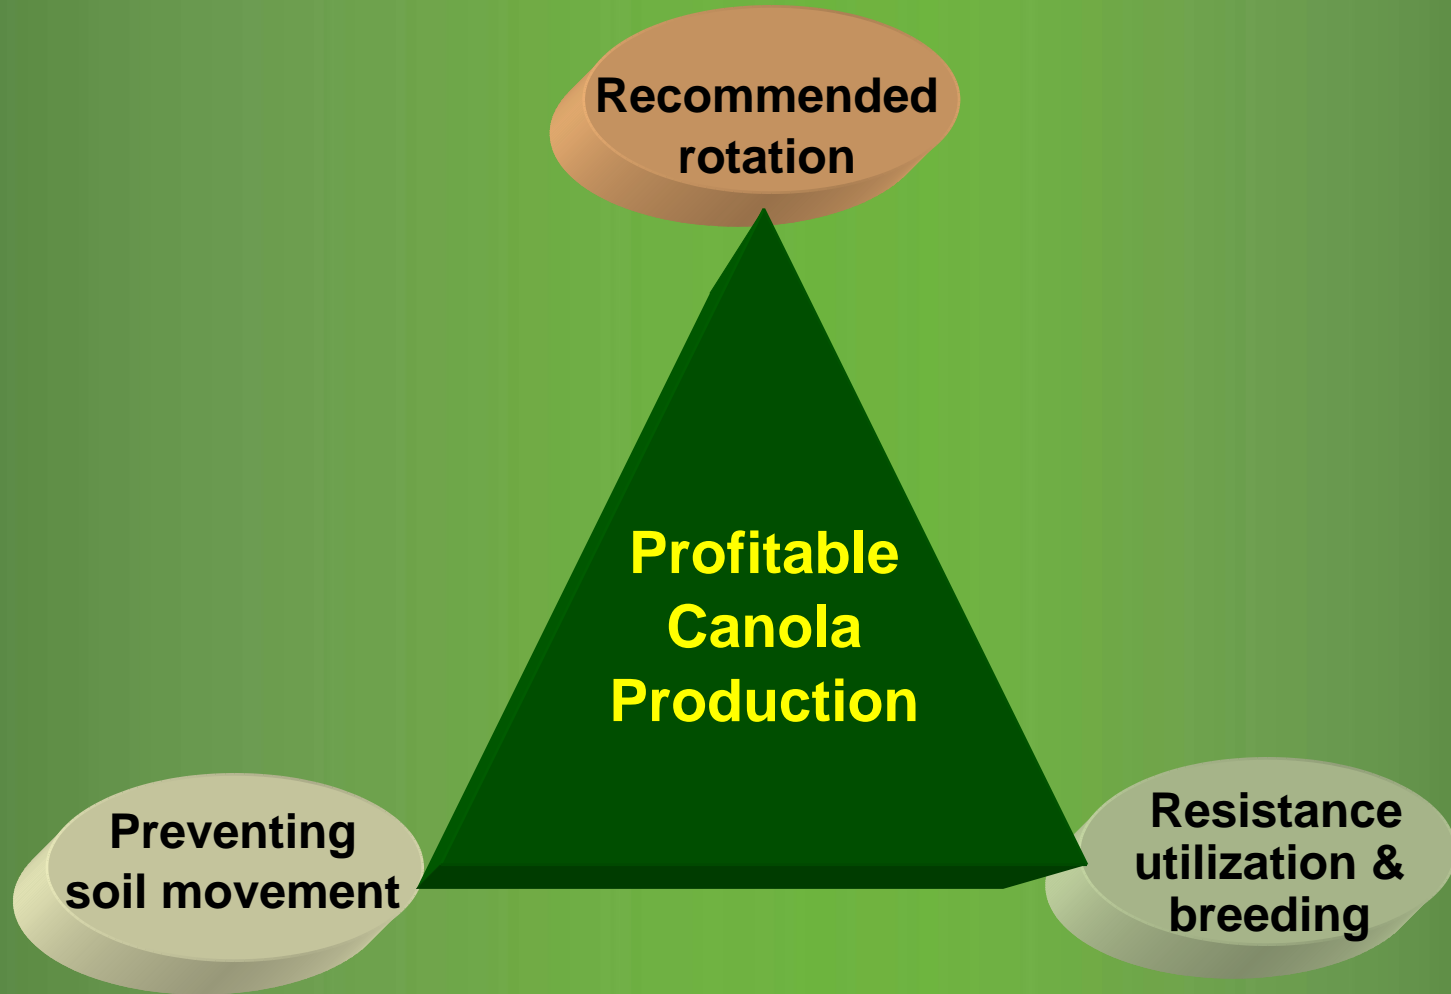 Recommended
rotation
Profitable
Canola
Production
Preventing
soil movement
Resistance
utilization &
breeding